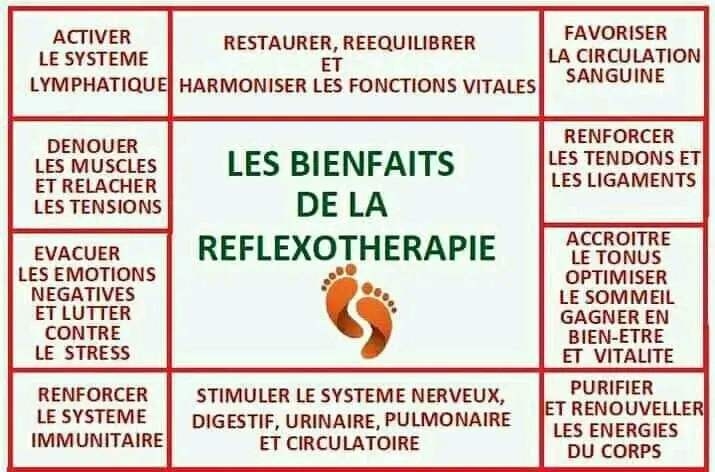 ACTIVER
LE SYSTEME
LYMPHATIQUE
RESTAURER, REEQUILIBRER
ET
HARMONISER LES FONCTIONS VITALES
FAVORISER
LA CIRCULATION
SANGUINE
DENOUER
LES MUSCLES
ET RELACHER
LES TENSIONS
LES BIENFAITS
DE LA
REFLEXOTHERAPIE
RENFORCER
LES TENDONS ET
LES LIGAMENTS
EVACUER
LES EMOTIONS
NEGATIVES
ET LUTTER
CONTRE
LE STRESS
ACCROITRE
LE TONUS
OPTIMISER
LE SOMMEIL
GAGNER EN
BIEN-ETRE
ET VITALITE
RENFORCER
LE SYSTEME
IMMUNITAIRE
STIMULER LE SYSTEME NERVEUX,
DIGESTIF, URINAIRE, PULMONAIRE
ET CIRCULATOIRE
PURIFIER
ET RENOUVELLER
LES ENERGIES
DU CORPS